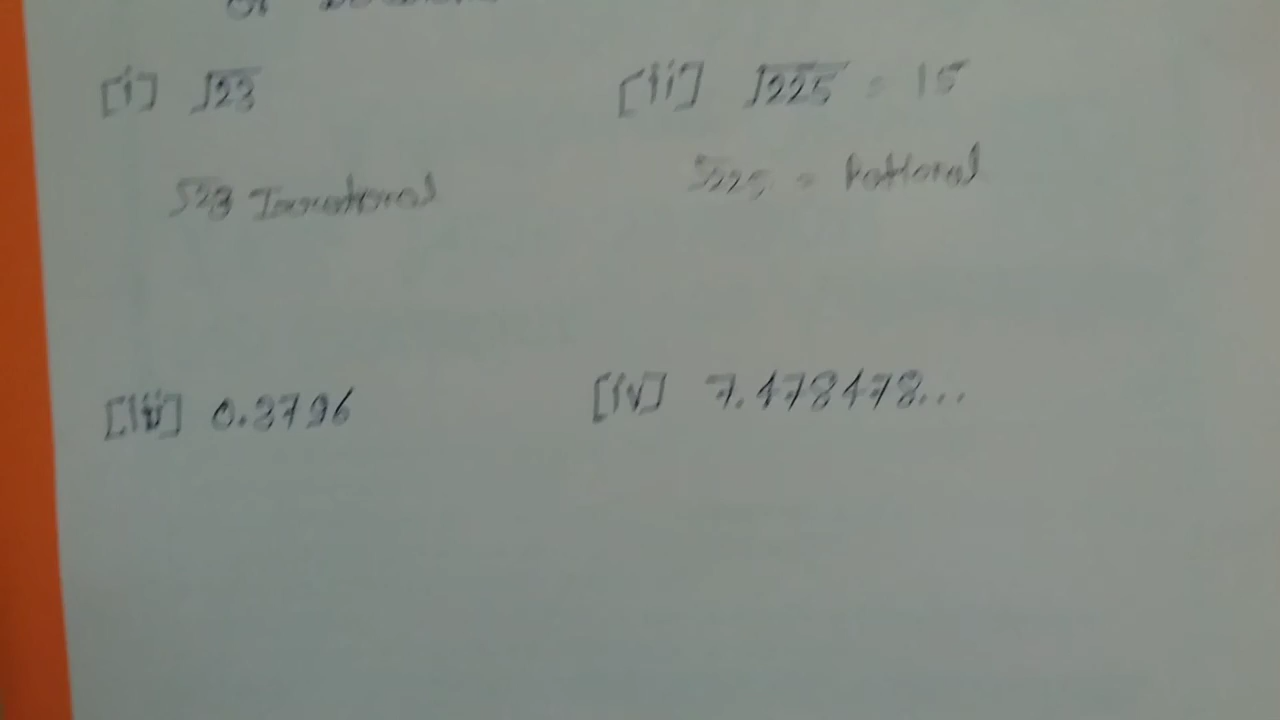 [i] √23
[ii] √225 = 15
√23 Irrational
√225 = Rational
[iii] 0.3796
[iv] 7.478478...